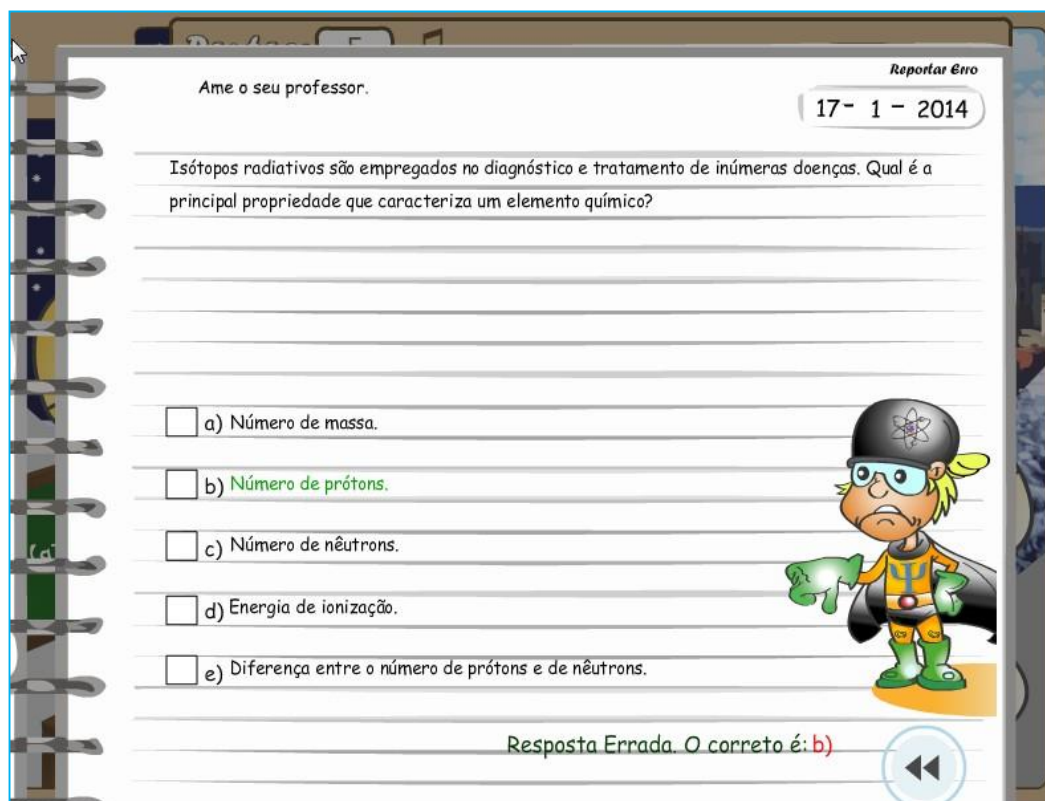 Reportar Erro
Ame o seu professor.
17- 1 - 2014
Isótopos radiativos são empregados no diagnóstico e tratamento de inúmeras doenças. Qual é a
principal propriedade que caracteriza um elemento químico?
a) Número de massa.
b) Número de prótons.
c) Número de nêutrons.
d) Energia de ionização.
e) Diferença entre o número de prótons e de nêutrons.
Resposta Errada. O correto é: b)